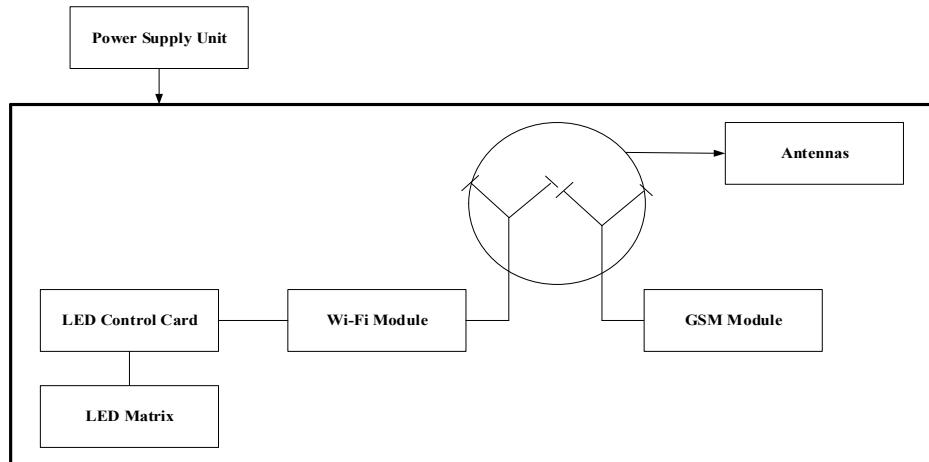 Power Supply Unit
Antennas
LED Control Card
Wi-Fi Module
GSM Module
LED Matrix